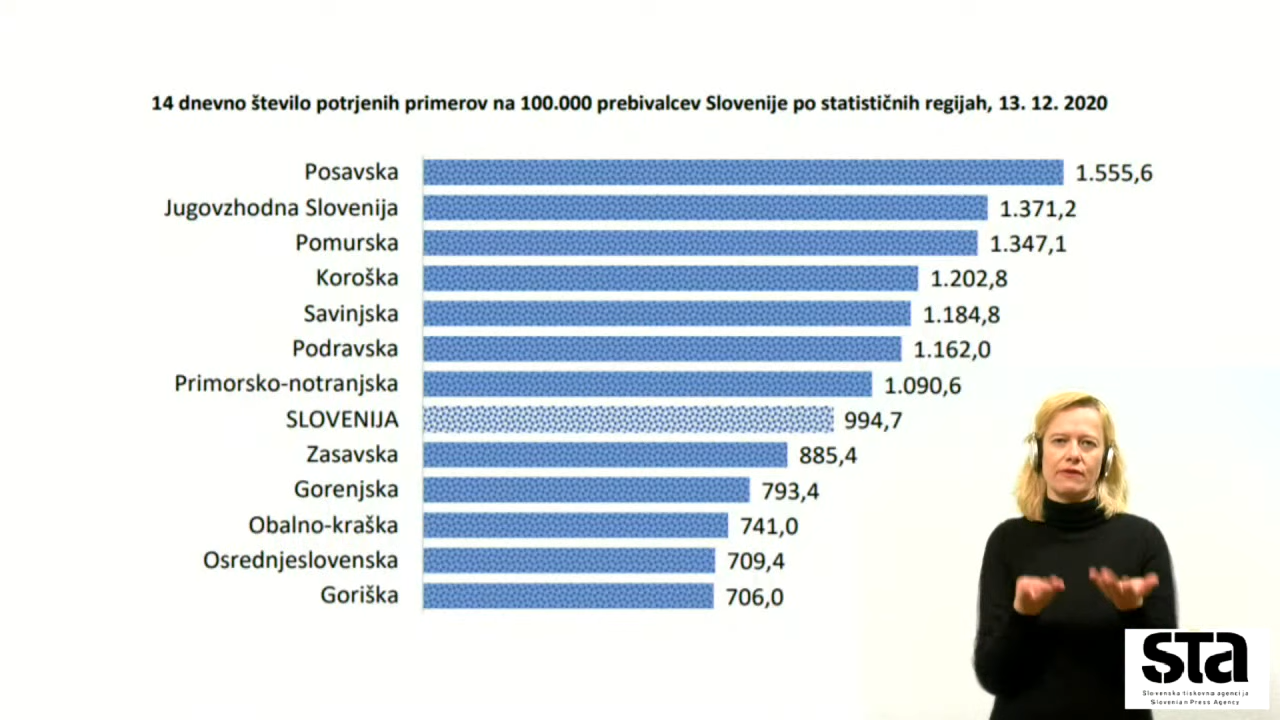 14 dnevno število potrjenih primerov na 100.000 prebivalcev Slovenije po statističnih regijah, 13. 12. 2020
Posavska 1.555,6
Jugovzhodna Slovenija 1.371,2
Pomurska 1.347,1
Koroška 1.202,8
Savinjska 1.184,8
Podravska 1.162,0
Primorsko-notranjska 1.090,6
SLOVENIJA 994,7
Zasavska 885,4
Gorenjska 793,4
Obalno-kraška 741,0
Osrednjeslovenska 709,4
Goriška 706,0
sta
Slovenska tiskovna agencija
Slovenian Press Agency